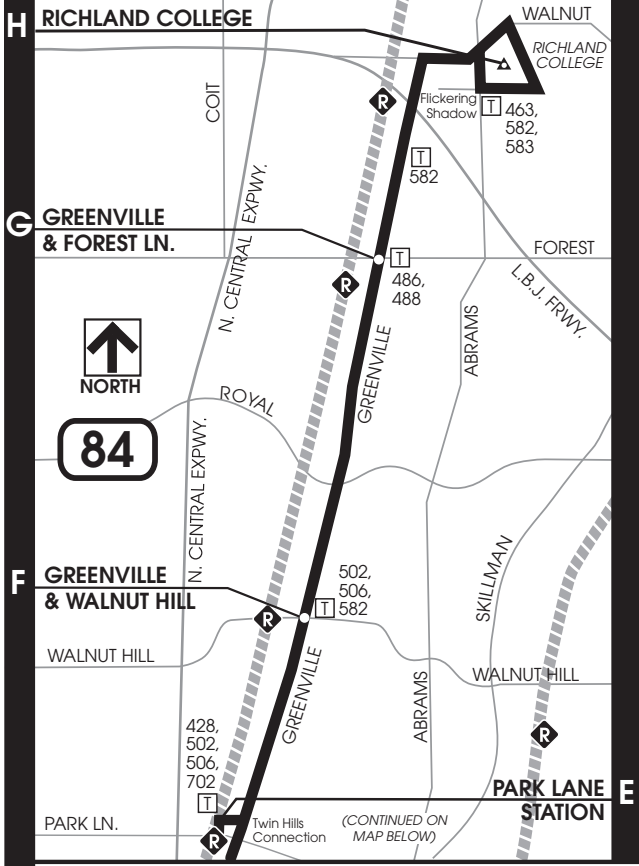 H
RICHLAND COLLEGE
WALNUT
RICHLAND
COLLEGE
COIT
R
Flickering
Shadow
T
463,
582,
583
T
582
N. CENTRAL EXPWY.
G
GREENVILLE
& FOREST LN.
T
486,
488
FOREST
R
L.B.J. FRWY.
ABRAMS
GREENVILLE
NORTH
ROYAL
84
N. CENTRAL EXPWY.
SKILLMAN
F
GREENVILLE
& WALNUT HILL
502,
506,
T 582
R
WALNUT HILL
GREENVILLE
ABRAMS
WALNUT HILL
428,
502,
506,
702
T
R
PARK LANE
STATION
E
PARK LN.
R
Twin Hills
Connection
(CONTINUED ON
MAP BELOW)